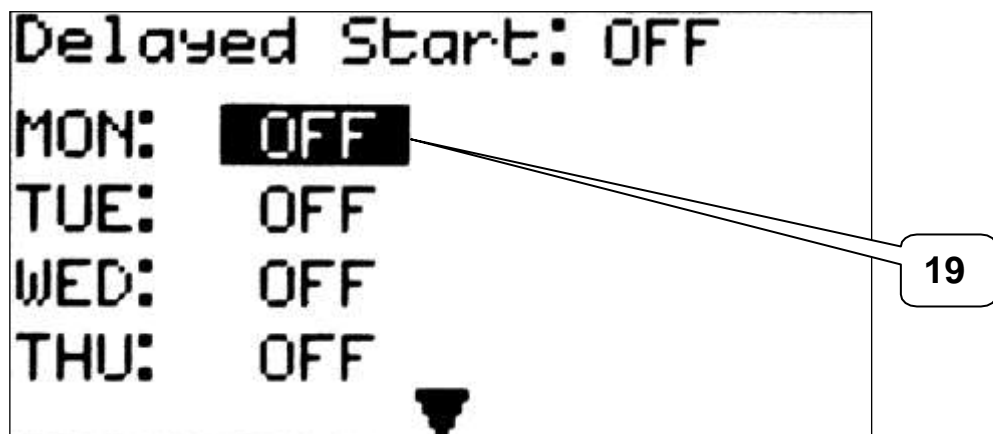 Delayed Start: OFF
MON: OFF
TUE: OFF
WED: OFF
THU: OFF
19